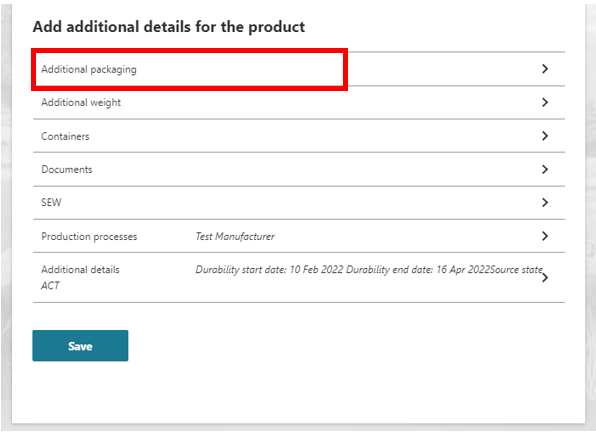 Add additional details for the product
Additional packaging
Additional weight
Containers
Documents
SEW
Production processes Test Manufacturer
Additional details Durability start date: 10 Feb 2022 Durability end date: 16 Apr 2022Source state
ACT
Save